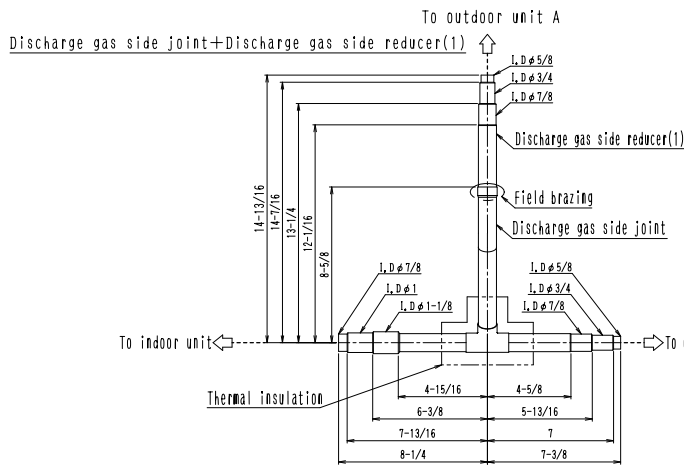 To outdoor unit A
Discharge gas side joint+Discharge gas side reducer(1)
I.Dφ5/8
I.Dφ3/4
I.Dφ7/8
Discharge gas side reducer(1)
Field brazing
Discharge gas side joint
14-13/16
14-7/16
13-1/4
12-1/16
8-5/8
I.Dφ7/8
I.Dφ1
I.Dφ1-1/8
I.Dφ5/8
I.Dφ3/4
I.Dφ7/8
To indoor unit
To
Thermal insulation
4-15/16
4-5/8
6-3/8
5-13/16
7-13/16
7
8-1/4
7-3/8